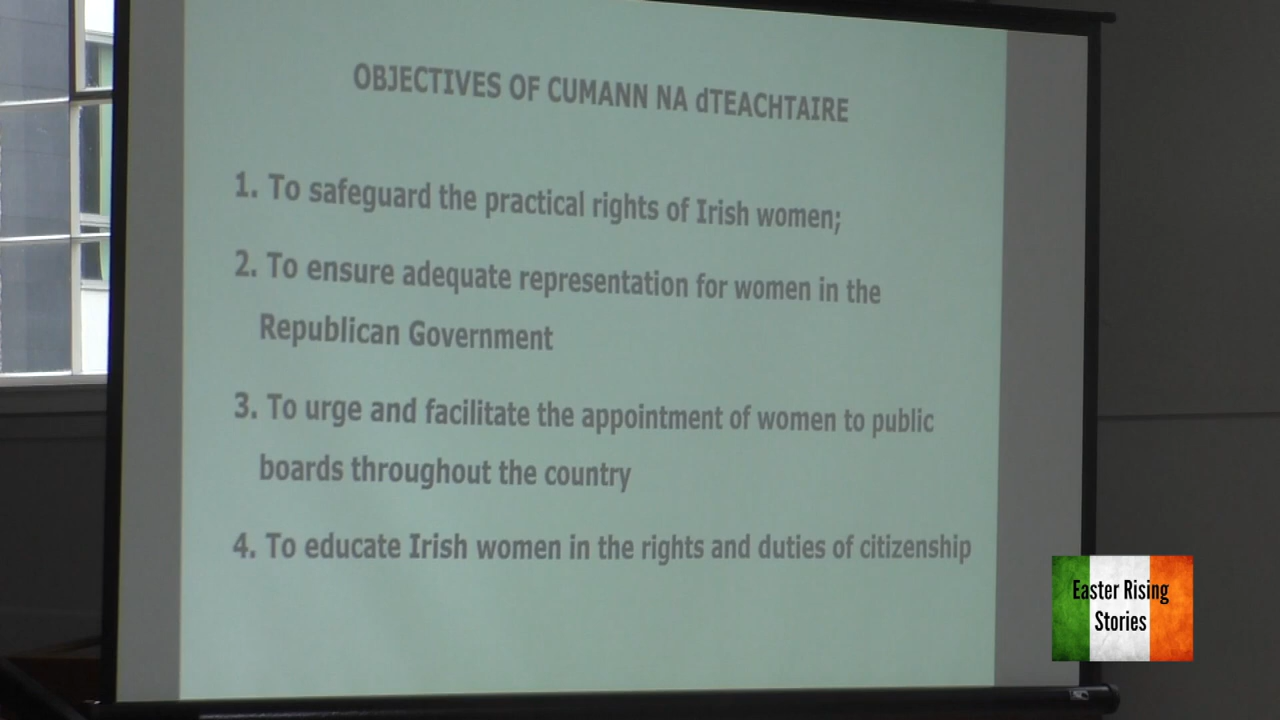 OBJECTIVES OF CUMANN NA dTEACHTAIRE
1. To safeguard the practical rights of Irish women;
2. To ensure adequate representation for women in the
Republican Government
3. To urge and facilitate the appointment of women to public
boards throughout the country
4. To educate Irish women in the rights and duties of citizenship
Easter Rising
Stories